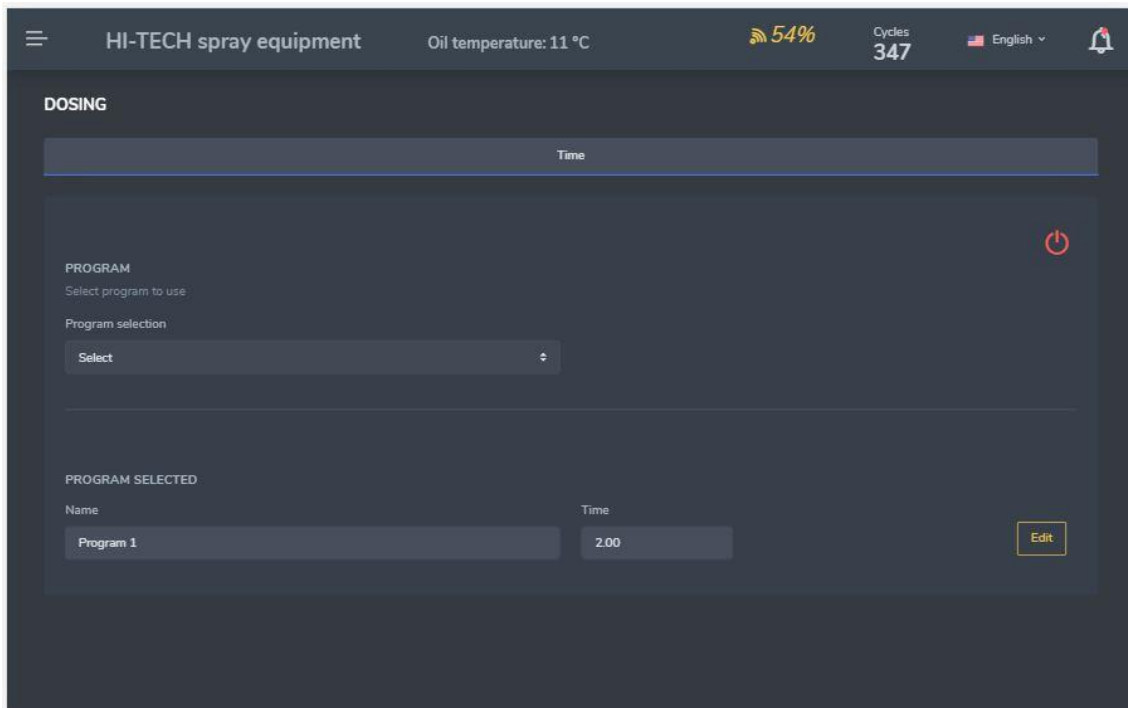 HI-TECH spray equipment
Oil temperature: 11 °C
54%
Cycles
347
English
DOSING
Time
PROGRAM
Select program to use
Program selection
Select
PROGRAM SELECTED
Name
Time
Program 1
2.00
Edit